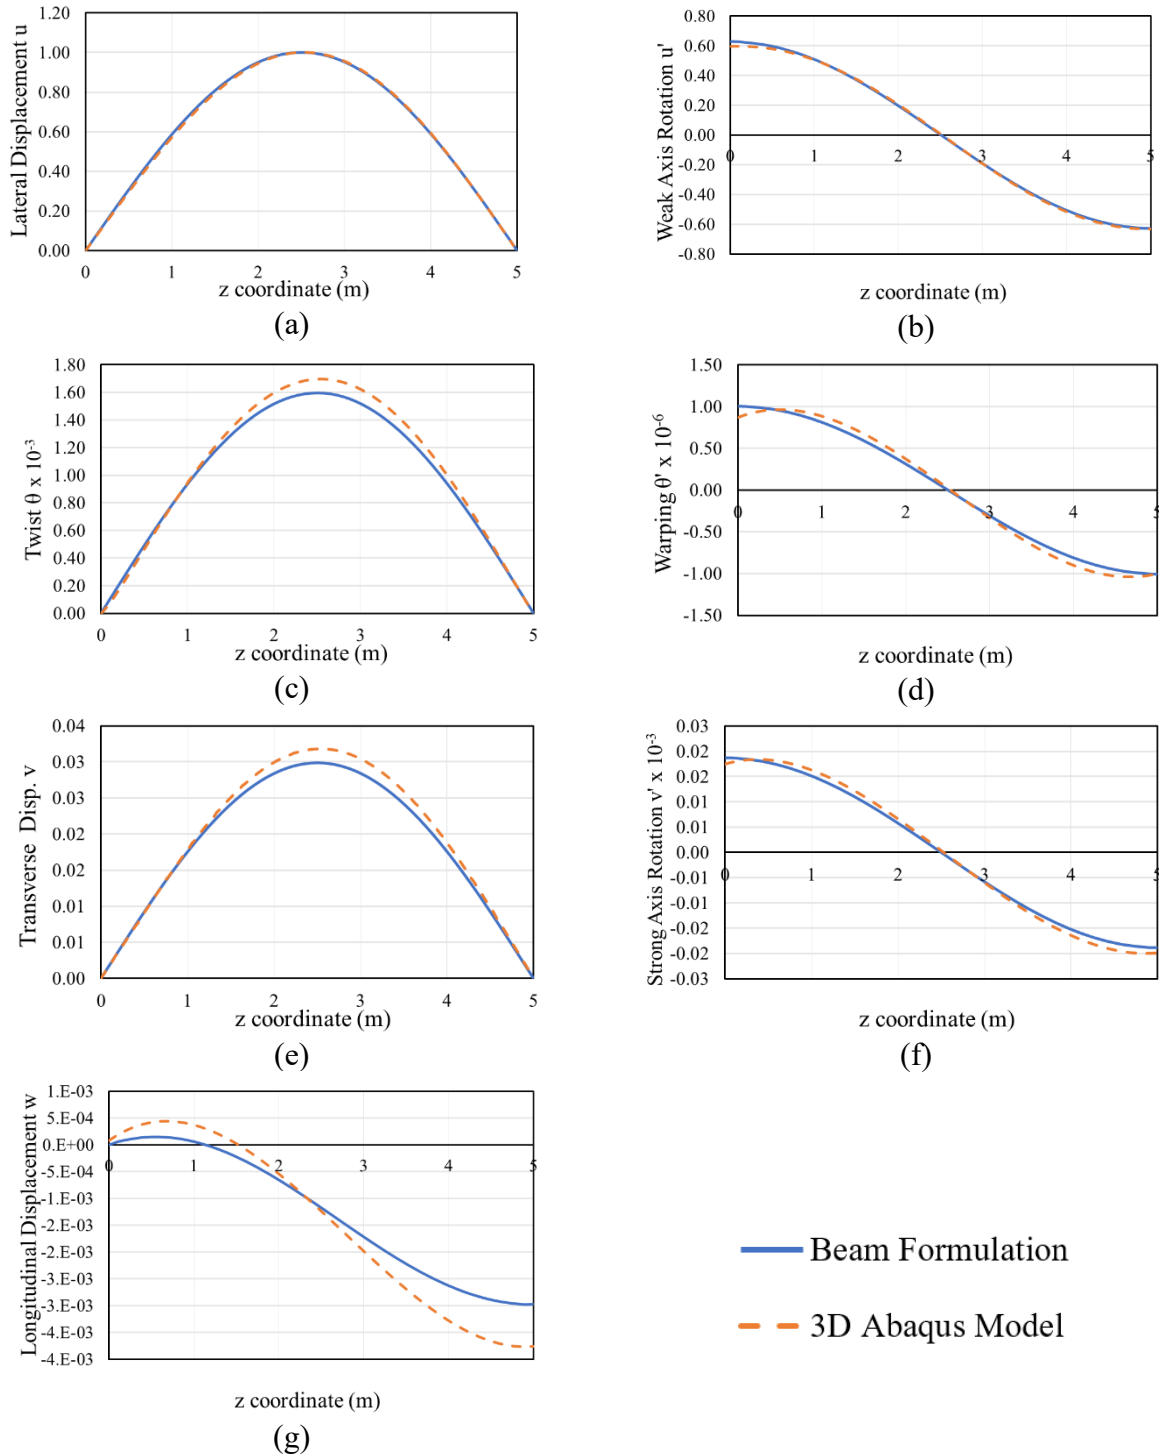 Lateral Displacement u
1.20
1.00
0.80
0.60
0.40
0.20
0.00
0 1 2 3 4 5
z coordinate (m)
(a)
Weak Axis Rotation u'
0.80
0.60
0.40
0.20
0.00
-0.20
-0.40
-0.60
-0.80
0 1 2 3 4 5
z coordinate (m)
(b)
Twist θ x 10⁻³
1.80
1.60
1.40
1.20
1.00
0.80
0.60
0.40
0.20
0.00
0 1 2 3 4 5
z coordinate (m)
(c)
Warping θ' x 10⁻⁶
1.50
1.00
0.50
0.00
-0.50
-1.00
-1.50
0 1 2 3 4 5
z coordinate (m)
(d)
Transverse Disp. v
0.04
0.03
0.03
0.02
0.02
0.01
0.01
0.00
0 1 2 3 4 5
z coordinate (m)
(e)
Strong Axis Rotation v' x 10⁻³
0.03
0.02
0.02
0.01
0.01
0.00
-0.01
-0.01
-0.02
-0.02
-0.03
0 1 2 3 4 5
z coordinate (m)
(f)
Longitudinal Displacement w
1.E-03
5.E-04
0.E+00
-5.E-04
-1.E-03
-2.E-03
-2.E-03
-3.E-03
-3.E-03
-4.E-03
-4.E-03
0 1 2 3 4 5
z coordinate (m)
(g)
Beam Formulation
3D Abaqus Model